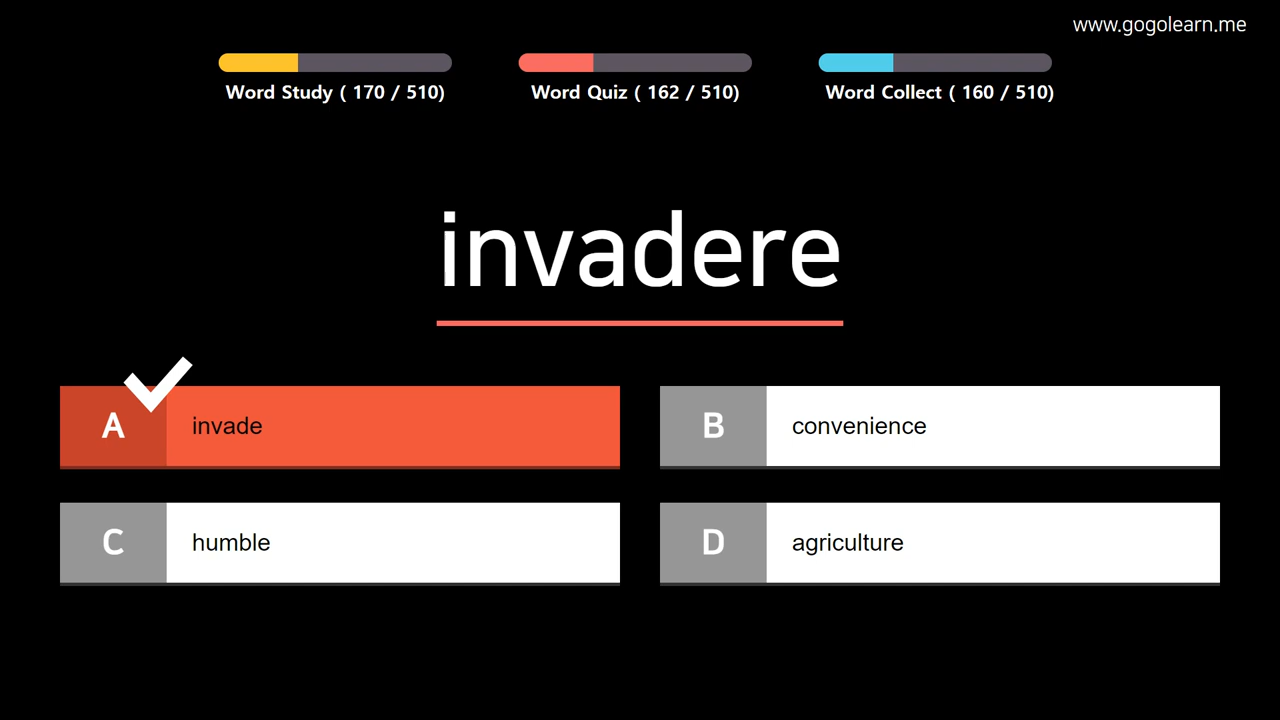 www.gogolearn.me
Word Study ( 170 / 510)
Word Quiz ( 162 / 510)
Word Collect ( 160 / 510)
invadere
A invade
B convenience
C humble
D agriculture